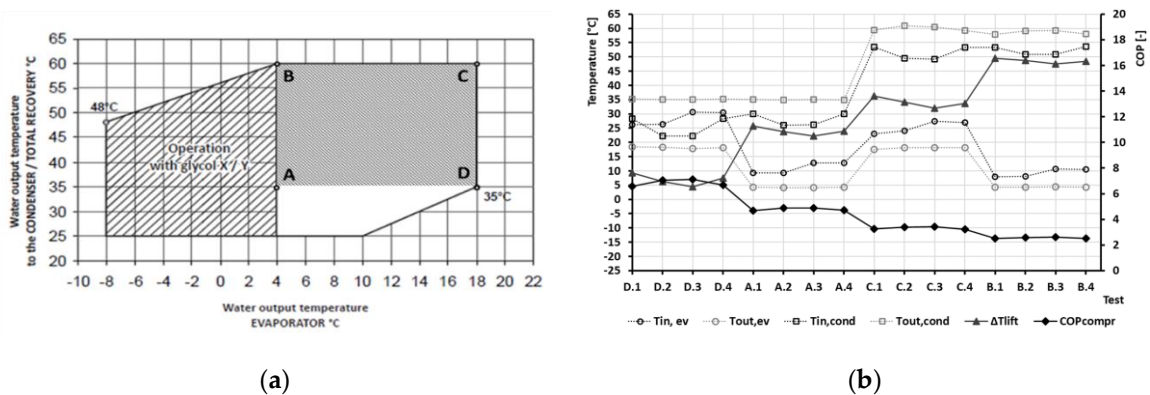 Water output temperature
to the CONDENSER / TOTAL RECOVERY °C
65
60
55
50
45
40
35
30
25
20
48°C
B
C
Operation
with glycol X / Y
A
D
35°C
-10 -8 -6 -4 -2 0 2 4 6 8 10 12 14 16 18 20 22
Water output temperature
EVAPORATOR °C
(a)
Temperature [°C]
65
60
55
50
45
40
35
30
25
20
15
10
5
0
-5
-10
-15
-20
-25
20
18
16
14
12
10
8
6
4
2
0
COP [-]
D.1 D.2 D.3 D.4 A.1 A.2 A.3 A.4 C.1 C.2 C.3 C.4 B.1 B.2 B.3 B.4
Test
Tin, ev Tout,ev Tin,cond Tout,cond ΔTlift COPcompr
(b)